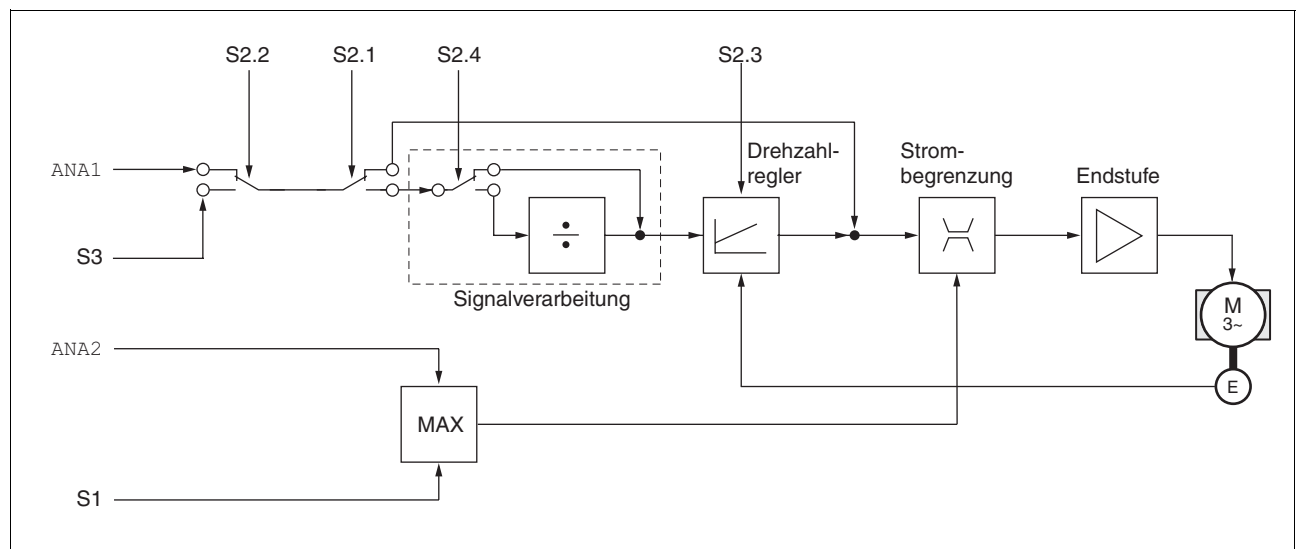 S2.2
S2.1
S2.4
S2.3
ANA1
Drehzahl-
regler
Strom-
begrenzung
Endstufe
S3
Signalverarbeitung
M
3~
ANA2
E
MAX
S1